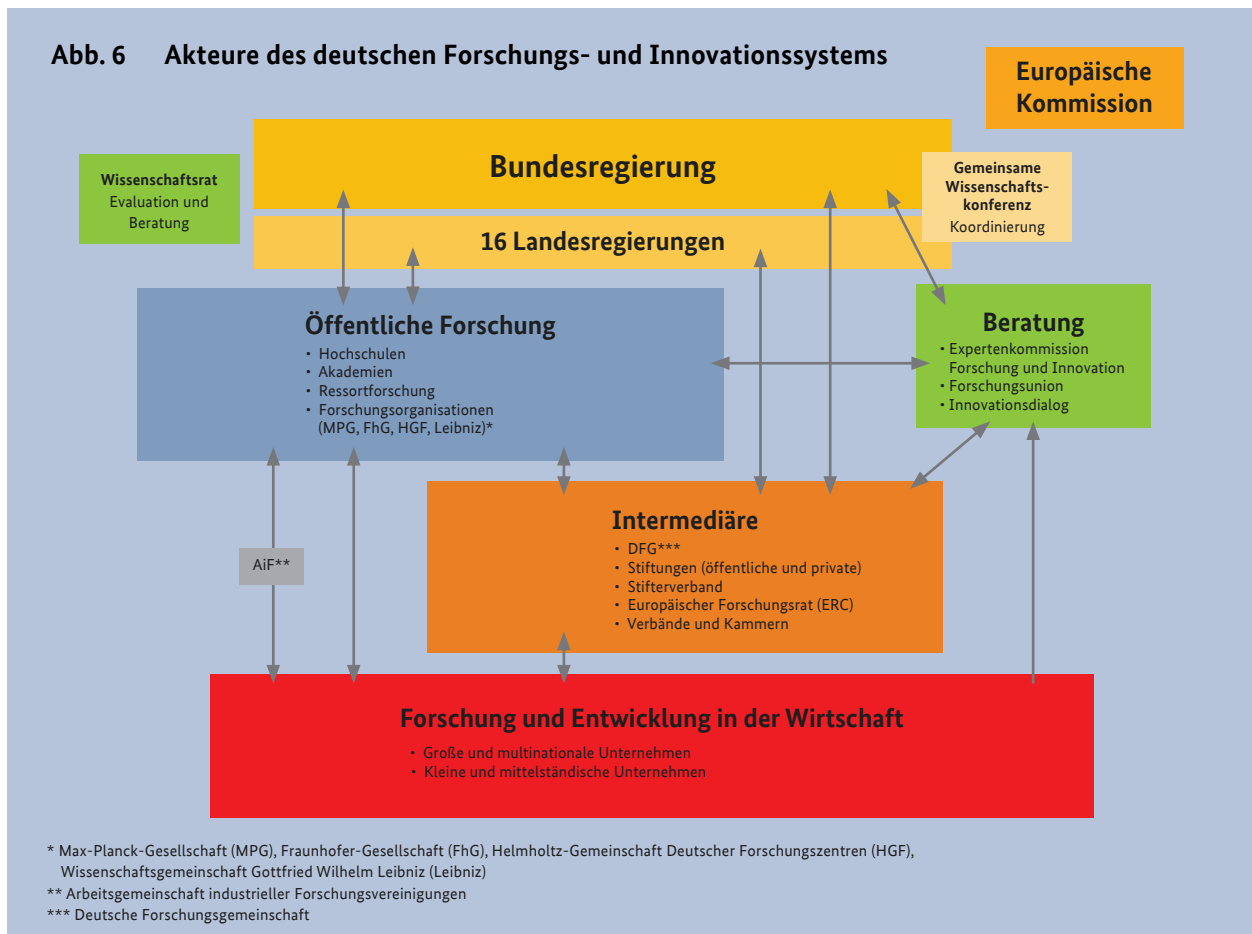 Abb. 6 Akteure des deutschen Forschungs- und Innovationssystems
Europäische
Kommission
Bundesregierung
Wissenschaftsrat
Evaluation und
Beratung
Gemeinsame
Wissenschafts-
konferenz
Koordinierung
16 Landesregierungen
Öffentliche Forschung
• Hochschulen
• Akademien
• Ressortforschung
• Forschungsorganisationen
(MPG, FhG, HGF, Leibniz)*
Beratung
• Expertenkommission
Forschung und Innovation
• Forschungsunion
• Innovationsdialog
Intermediäre
• DFG***
• Stiftungen (öffentliche und private)
• Stifterverband
• Europäischer Forschungsrat (ERC)
• Verbände und Kammern
AiF**
Forschung und Entwicklung in der Wirtschaft
• Große und multinationale Unternehmen
• Kleine und mittelständische Unternehmen
* Max-Planck-Gesellschaft (MPG), Fraunhofer-Gesellschaft (FhG), Helmholtz-Gemeinschaft Deutscher Forschungszentren (HGF),
Wissenschaftsgemeinschaft Gottfried Wilhelm Leibniz (Leibniz)
** Arbeitsgemeinschaft industrieller Forschungsvereinigungen
*** Deutsche Forschungsgemeinschaft